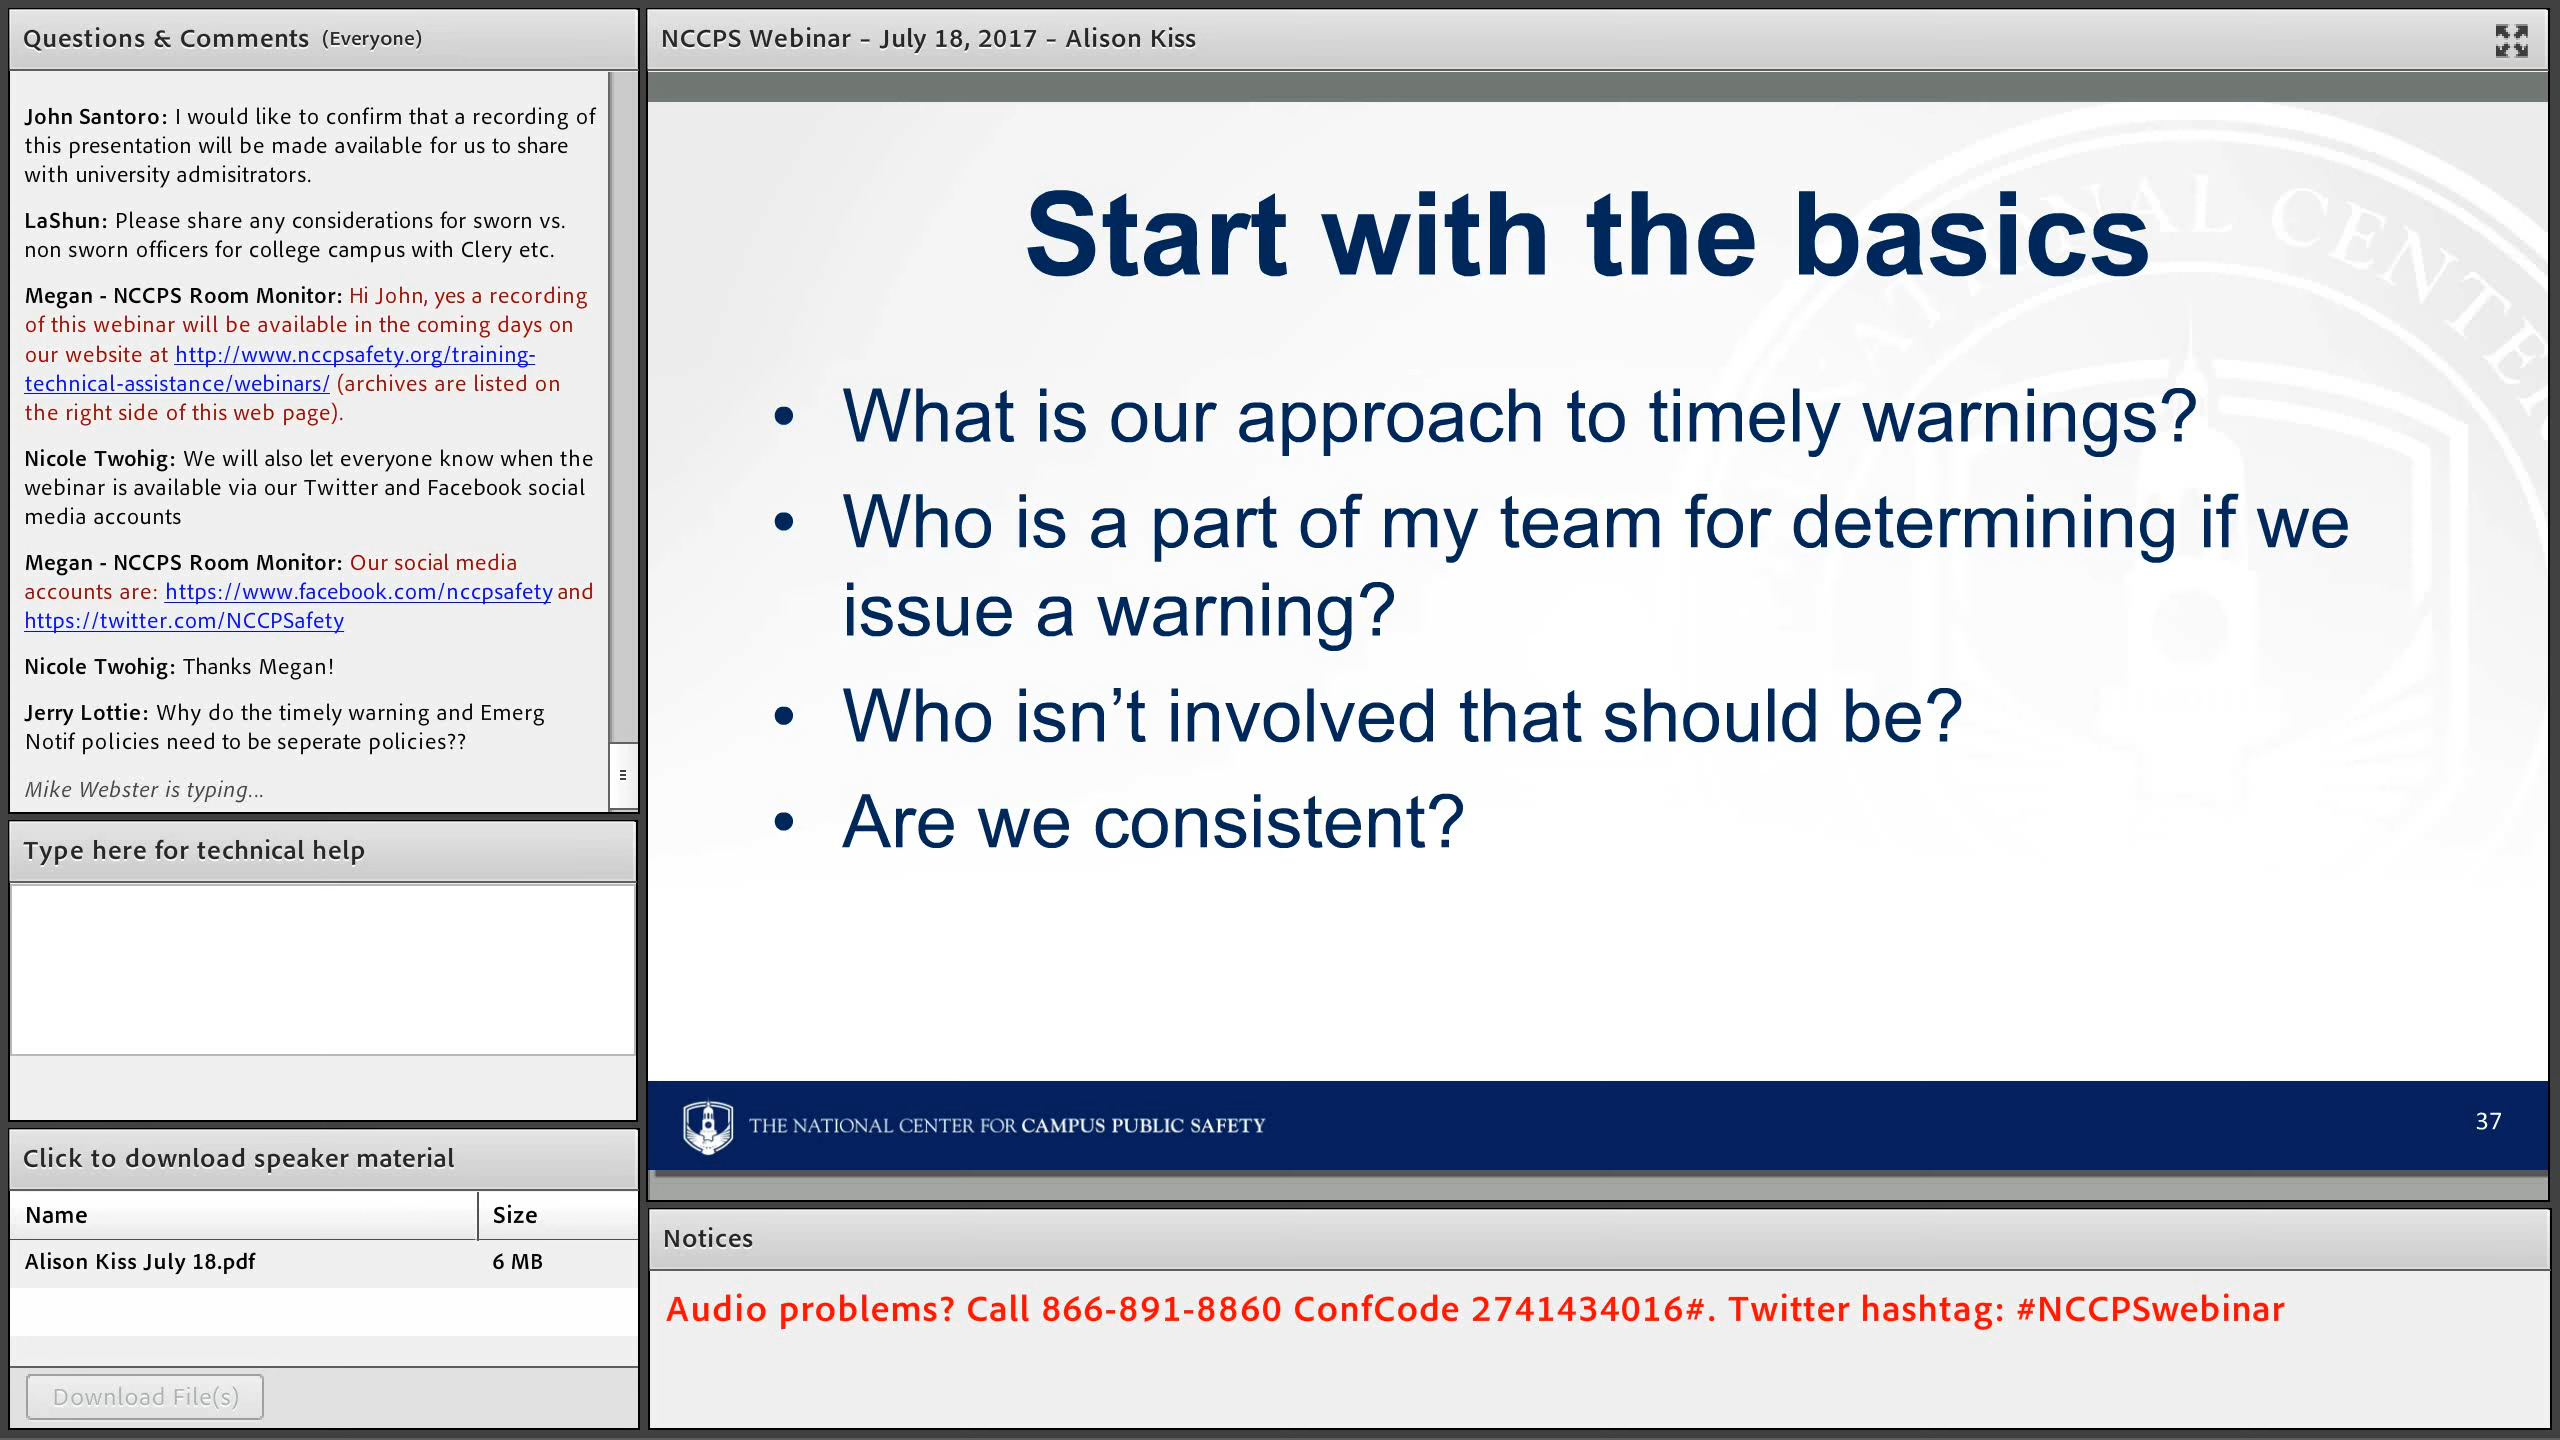 Questions & Comments (Everyone)
John Santoro: I would like to confirm that a recording of
this presentation will be made available for us to share
with university admisitrators.
LaShun: Please share any considerations for sworn vs.
non sworn officers for college campus with Clery etc.
Megan - NCCPS Room Monitor: Hi John, yes a recording
of this webinar will be available in the coming days on
our website at http://www.nccpsafety.org/training-
technical-assistance/webinars/ (archives are listed on
the right side of this web page).
Nicole Twohig: We will also let everyone know when the
webinar is available via our Twitter and Facebook social
media accounts
Megan - NCCPS Room Monitor: Our social media
accounts are: https://www.facebook.com/nccpsafety and
https://twitter.com/NCCPSafety
Nicole Twohig: Thanks Megan!
Jerry Lottie: Why do the timely warning and Emerg
Notif policies need to be seperate policies??
Mike Webster is typing...
Type here for technical help
Click to download speaker material
Name Size
Alison Kiss July 18.pdf 6 MB
Download File(s)
NCCPS Webinar – July 18, 2017 – Alison Kiss
NATIONAL CENTER
Start with the basics
• What is our approach to timely warnings?
• Who is a part of my team for determining if we
issue a warning?
• Who isn’t involved that should be?
• Are we consistent?
THE NATIONAL CENTER FOR CAMPUS PUBLIC SAFETY
37
Notices
Audio problems? Call 866-891-8860 ConfCode 2741434016#. Twitter hashtag: #NCCPSwebinar